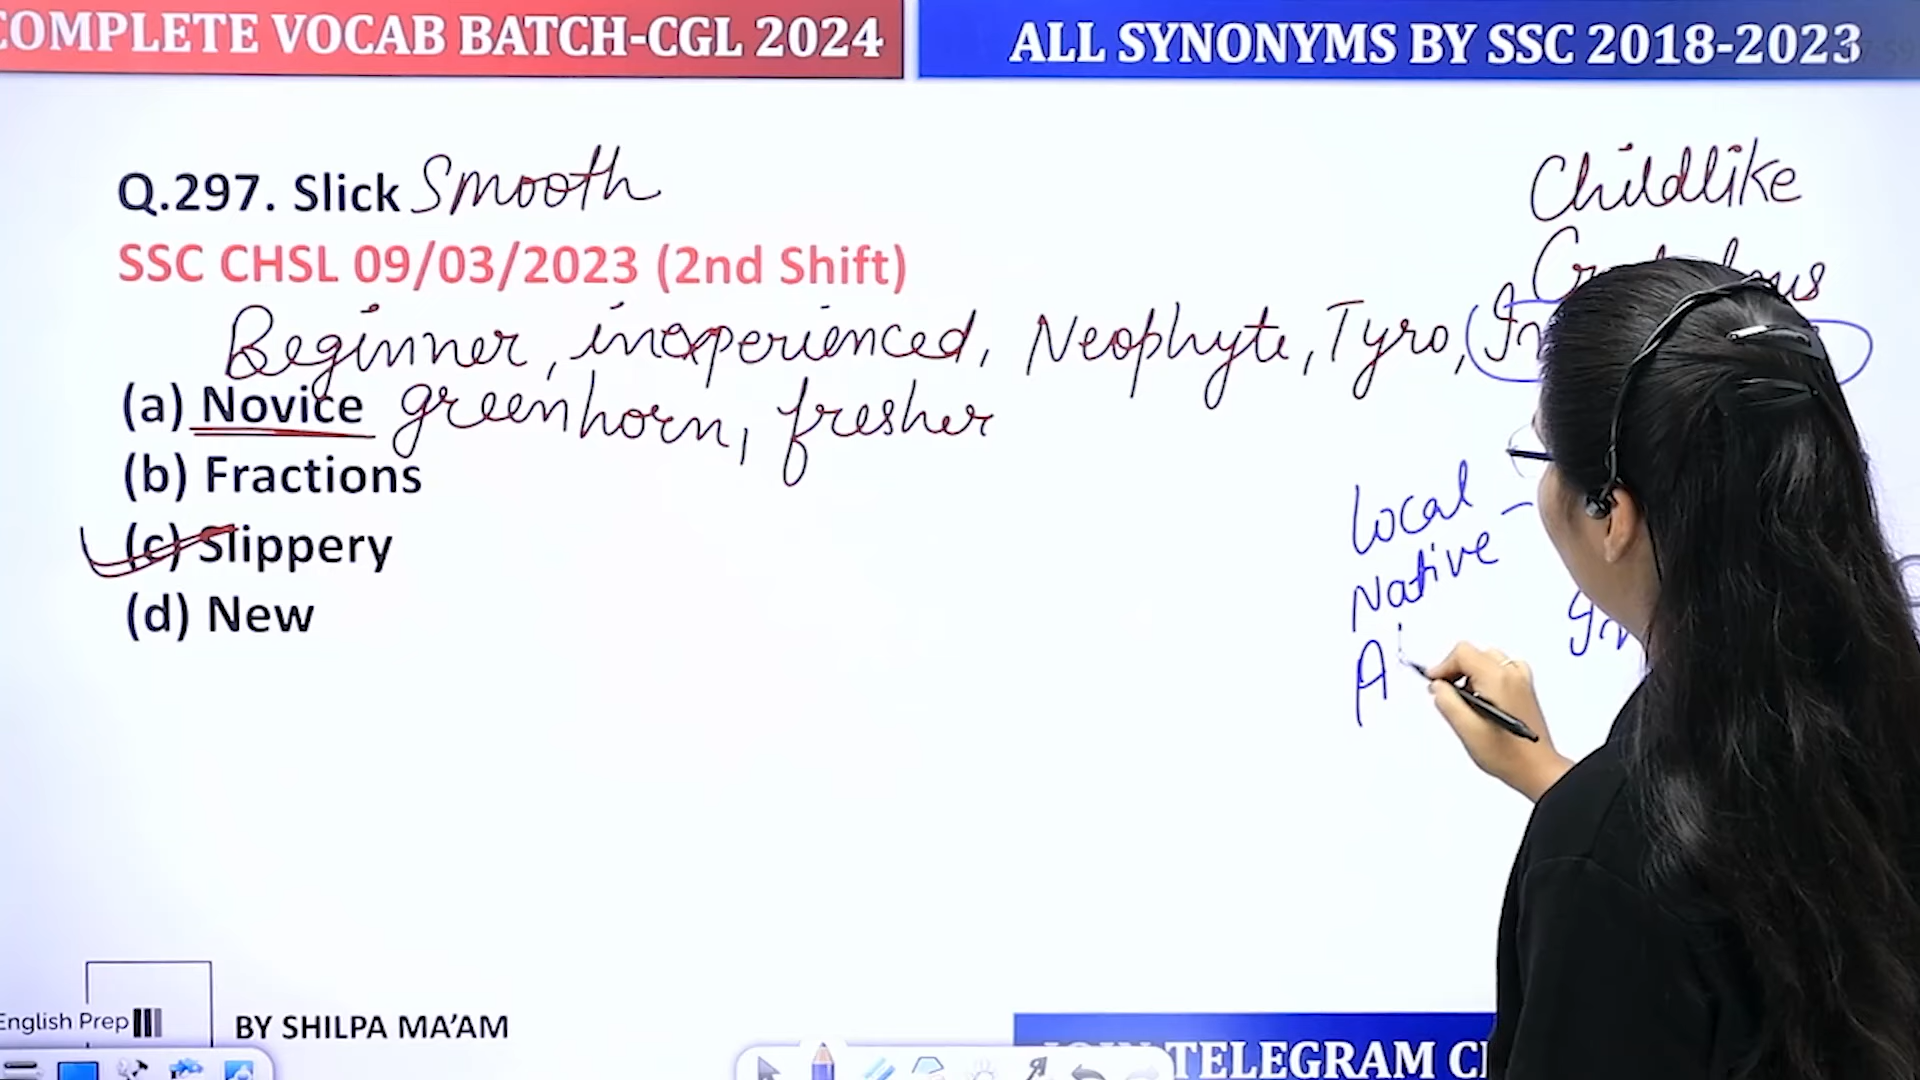 COMPLETE VOCAB BATCH-CGL 2024
ALL SYNONYMS BY SSC 2018-2023
Q.297. Slick Smooth
Childlike
SSC CHSL 09/03/2023 (2nd Shift)
Beginner, inexperienced, Neophyte, Tyro,
(a) Novice greenhorn, fresher
(b) Fractions
(c) Slippery
(d) New
Local
Native -
A
English Prep
BY SHILPA MA'AM
TELEGRAM